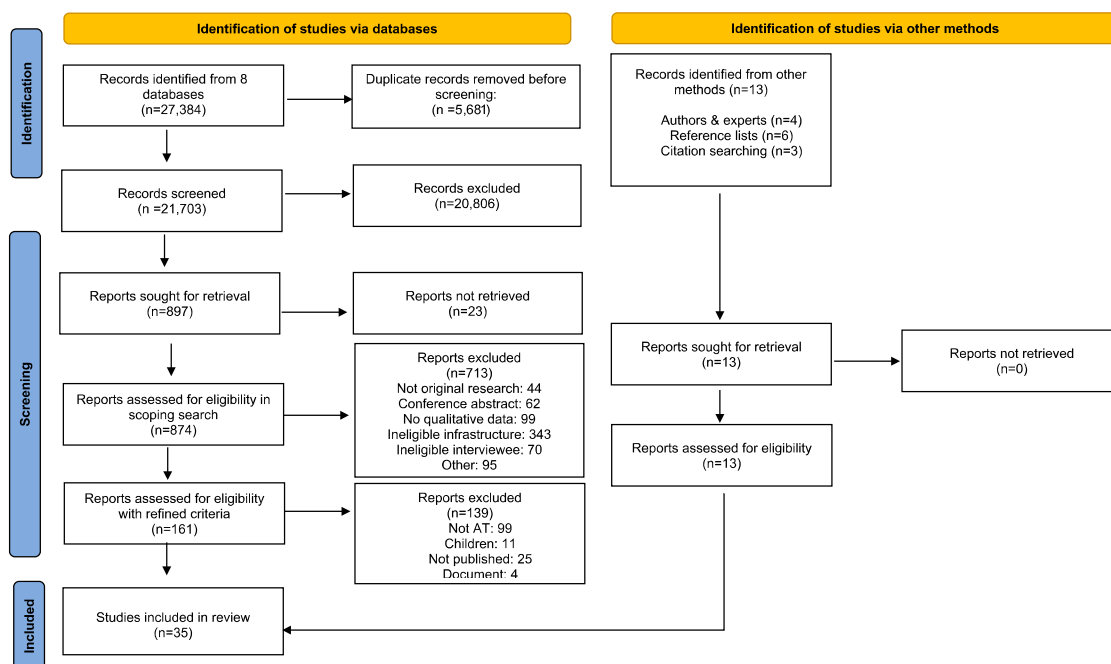 Identification of studies via databases
Identification of studies via other methods
Identification
Records identified from 8
databases
(n=27,384)
Duplicate records removed before
screening:
(n =5,681)
Records identified from other
methods (n=13)
Authors & experts (n=4)
Reference lists (n=6)
Citation searching (n=3)
Records screened
(n =21,703)
Records excluded
(n=20,806)
Screening
Reports sought for retrieval
(n=897)
Reports not retrieved
(n=23)
Reports sought for retrieval
(n=13)
Reports not retrieved
(n=0)
Reports assessed for eligibility in
scoping search
(n=874)
Reports excluded
(n=713)
Not original research: 44
Conference abstract: 62
No qualitative data: 99
Ineligible infrastructure: 343
Ineligible interviewee: 70
Other: 95
Reports assessed for eligibility
(n=13)
Reports assessed for eligibility
with refined criteria
(n=161)
Reports excluded
(n=139)
Not AT: 99
Children: 11
Not published: 25
Document: 4
Included
Studies included in review
(n=35)